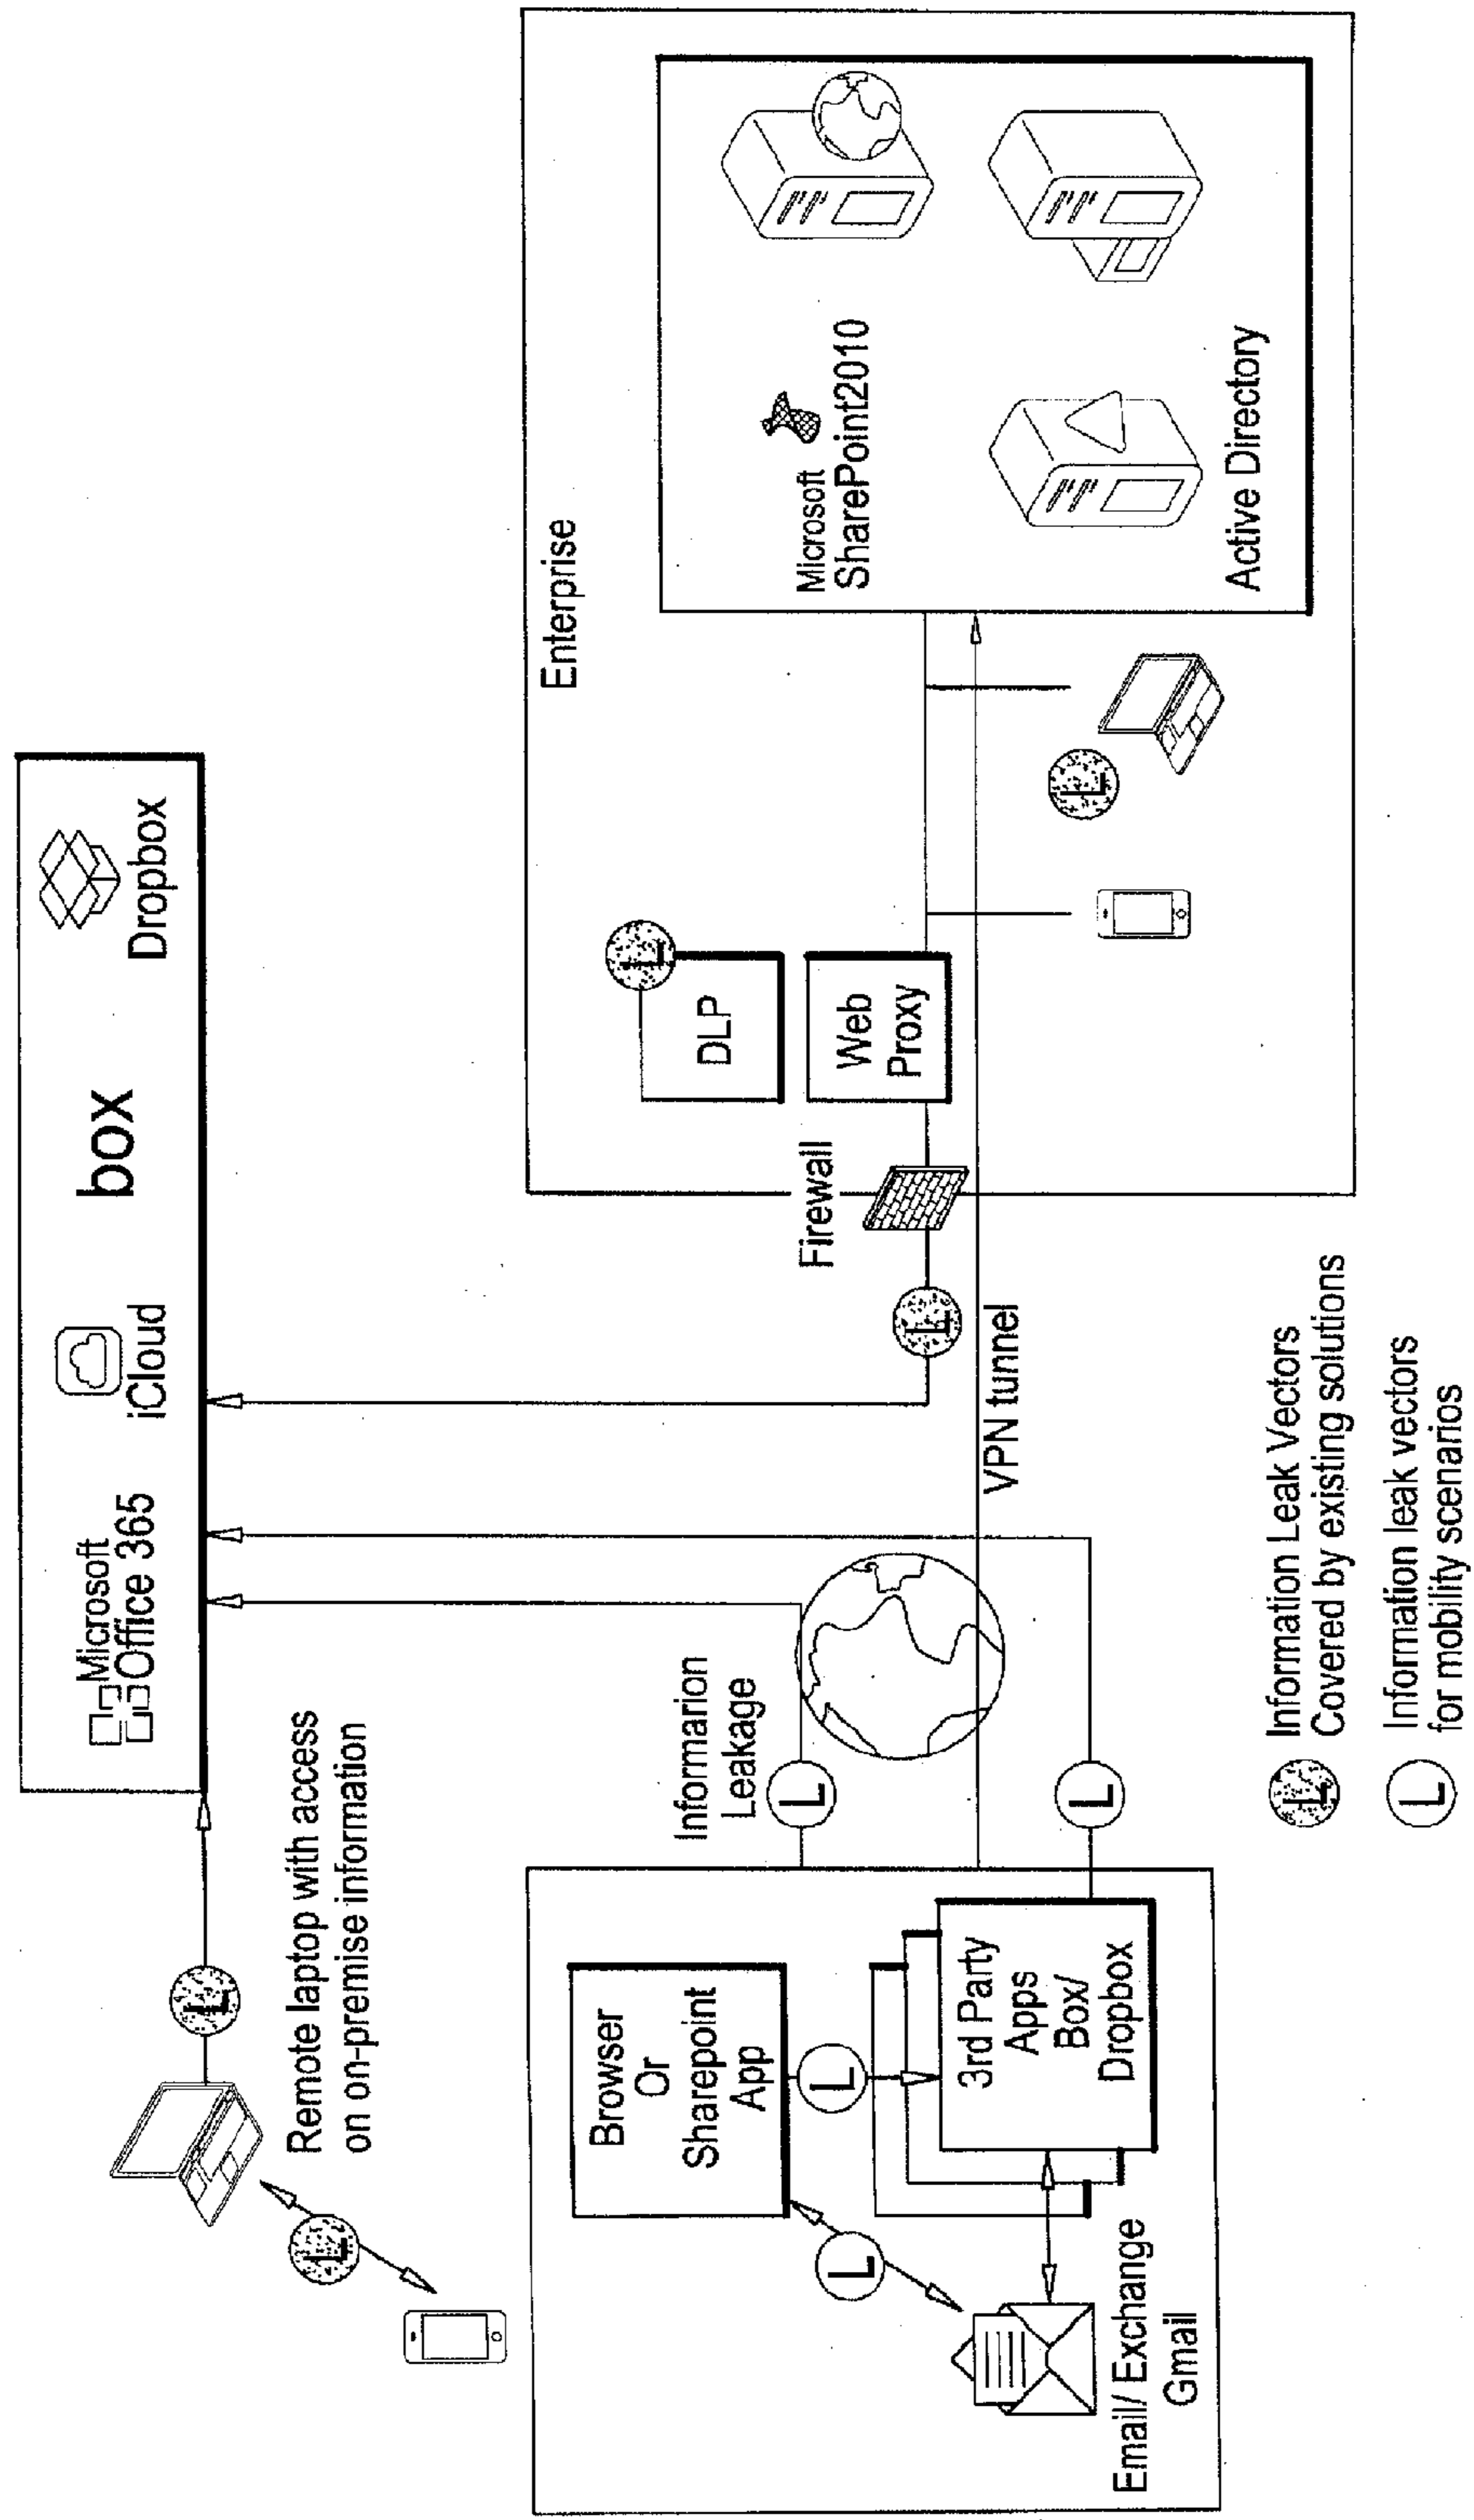 Microsoft
Office 365
iCloud
box
Dropbox
L
Remote laptop with access
on on-premise information
L
Enterprise
L
DLP
Web
Proxy
Firewall
L
L
Microsoft
SharePoint2010
Active Directory
Informarion
Leakage
L
VPN tunnel
L
Browser
Or
Sharepoint
App
L
L
3rd Party
Apps
Box/
Dropbox
Email/ Exchange
Gmail
L
Information Leak Vectors
Covered by existing solutions
L
Information leak vectors
for mobility scenarios